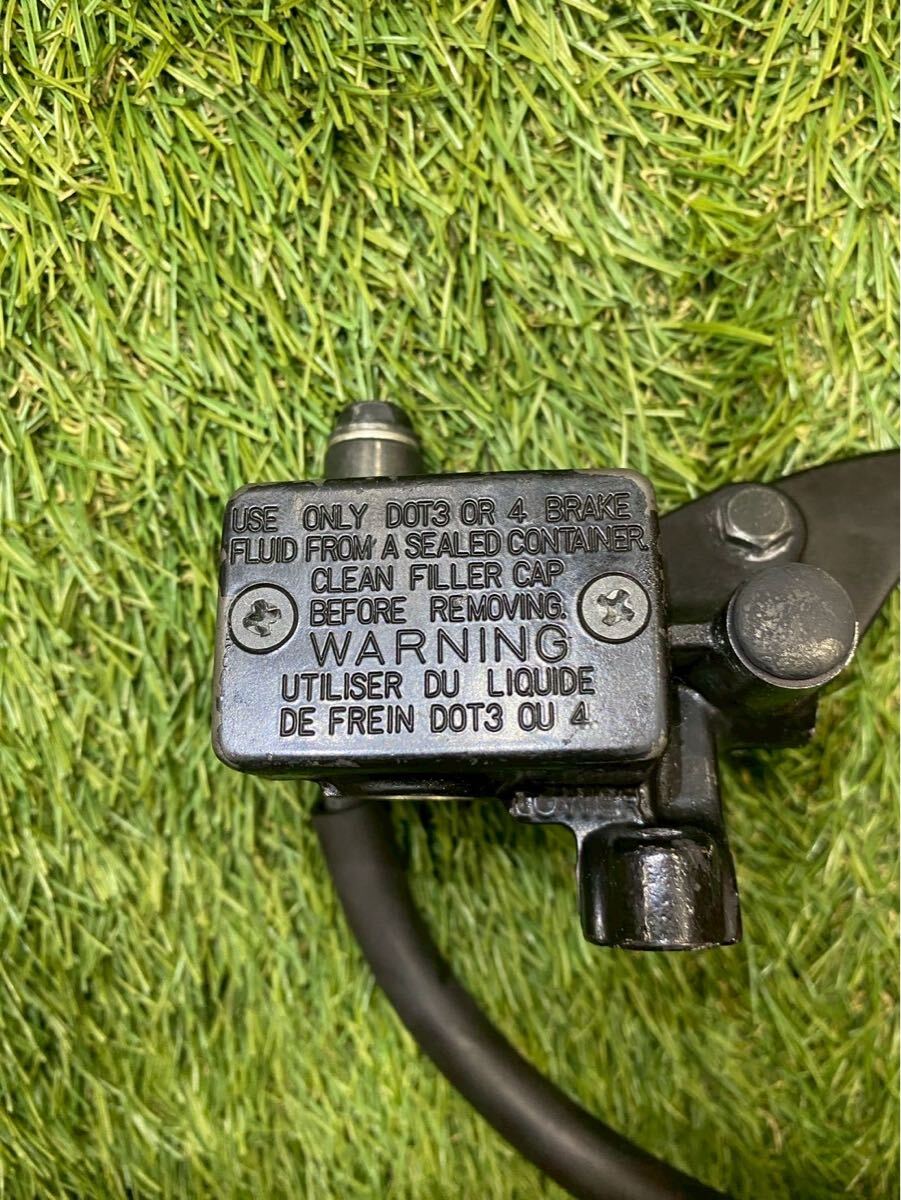 USE ONLY DOT3 OR 4 BRAKE
FLUID FROM A SEALED CONTAINER.
CLEAN FILLER CAP
BEFORE REMOVING.
WARNING
UTILISER DU LIQUIDE
DE FREIN DOT3 OU 4